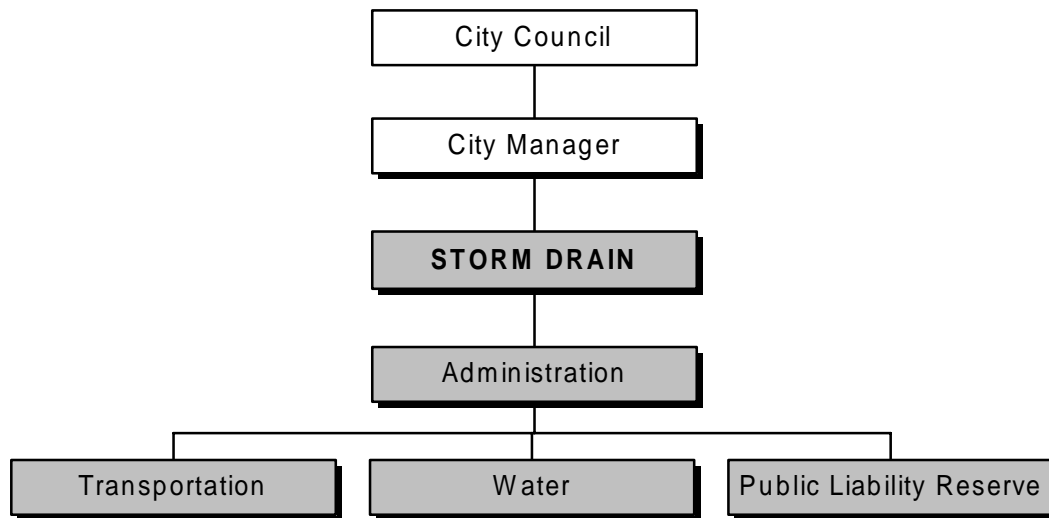 City Council
City Manager
STORM DRAIN
Administration
Transportation
Water
Public Liability Reserve